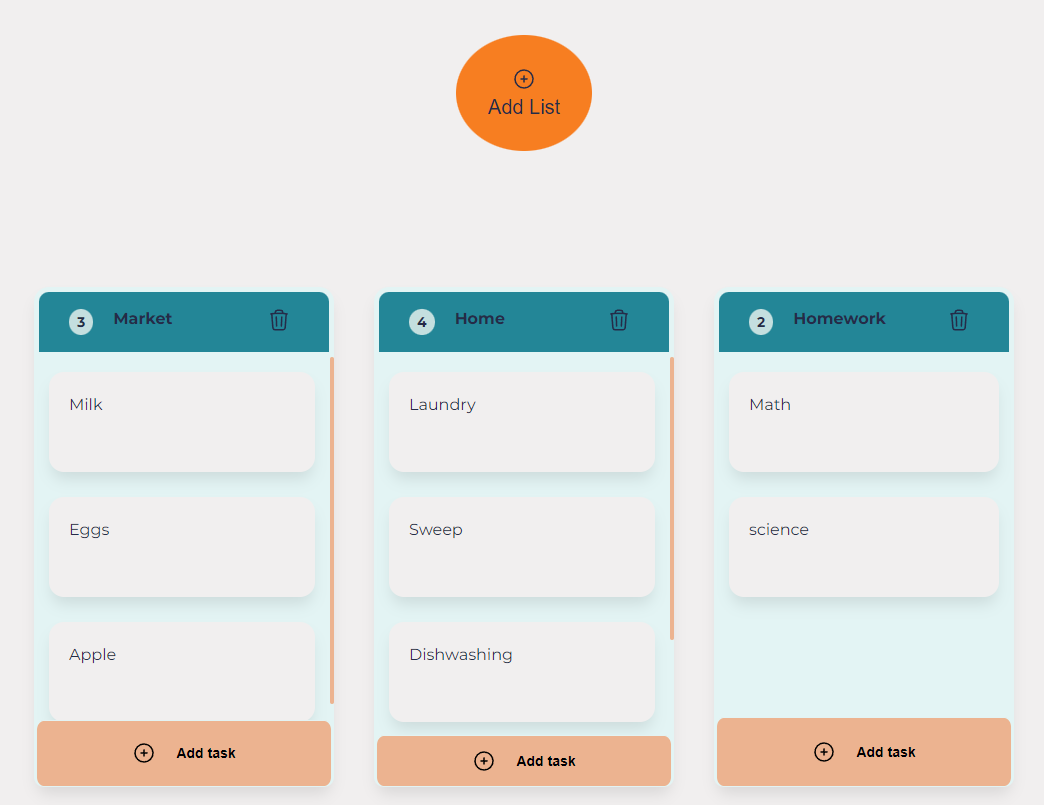 Add List
3 Market
Milk
Eggs
Apple
Add task
4 Home
Laundry
Sweep
Dishwashing
Add task
2 Homework
Math
science
Add task